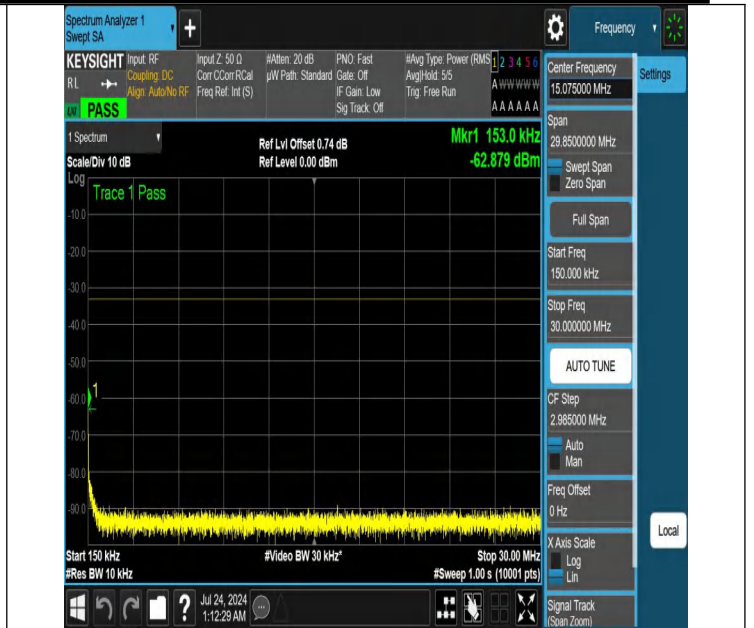 Spectrum Analyzer 1
Swept SA
Frequency
KEYSIGHT
RL
PASS
Input: RF
Coupling: DC
Align: Auto/No RF
Input Z: 50 Ω
Corr CCorr RCal
Freq Ref: Int (S)
#Atten: 20 dB
µW Path: Standard
PNO: Fast
Gate: Off
IF Gain: Low
Sig Track: Off
#Avg Type: Power (RMS
Avg|Hold: 5/5
Trig: Free Run
1 2 3 4 5 6
A W W W W W
A A A A A A
1 Spectrum
Scale/Div 10 dB
Ref Lvl Offset 0.74 dB
Ref Level 0.00 dBm
Mkr1 153.0 kHz
-62.879 dBm
Log
Trace 1 Pass
-10.0
-20.0
-30.0
-40.0
-50.0
-60.0
-70.0
-80.0
-90.0
1
Start 150 kHz
#Res BW 10 kHz
#Video BW 30 kHz*
Stop 30.00 MHz
#Sweep 1.00 s (10001 pts)
Jul 24, 2024
1:12:29 AM
Center Frequency
15.075000 MHz
Settings
Span
29.8500000 MHz
Swept Span
Zero Span
Full Span
Start Freq
150.000 kHz
Stop Freq
30.000000 MHz
AUTO TUNE
CF Step
2.985000 MHz
Auto
Man
Freq Offset
0 Hz
X Axis Scale
Log
Lin
Local
Signal Track
(Span Zoom)